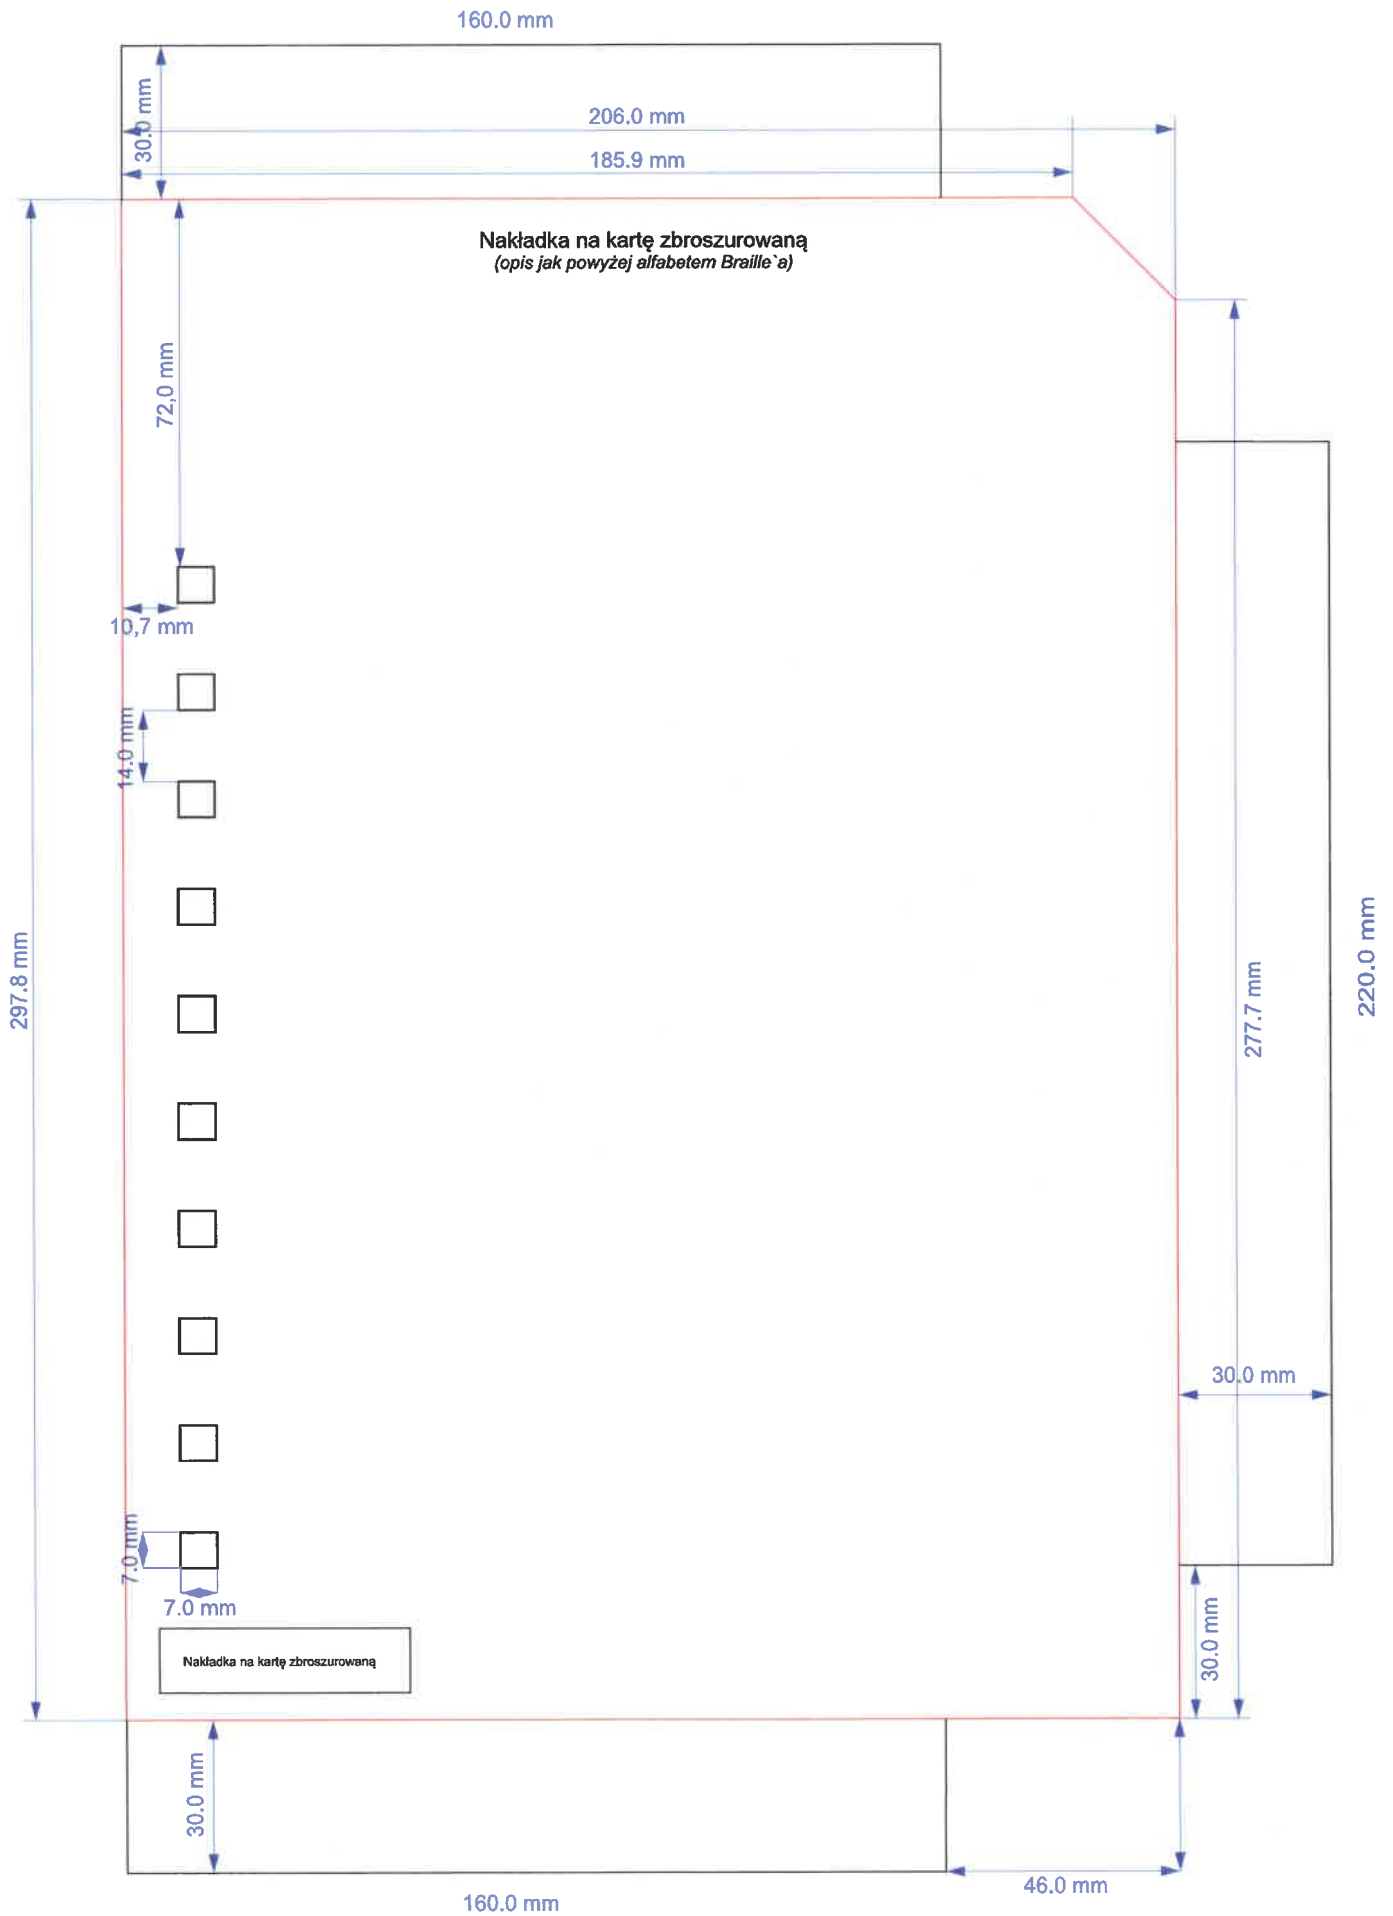 160.0 mm
30.0 mm
206.0 mm
185.9 mm
Nakładka na kartę zbroszurowaną
(opis jak powyżej alfabetem Braille`a)
72,0 mm
10,7 mm
14.0 mm
297.8 mm
220.0 mm
277.7 mm
30.0 mm
7.0 mm
7.0 mm
30.0 mm
Nakładka na kartę zbroszurowaną
30.0 mm
46.0 mm
160.0 mm